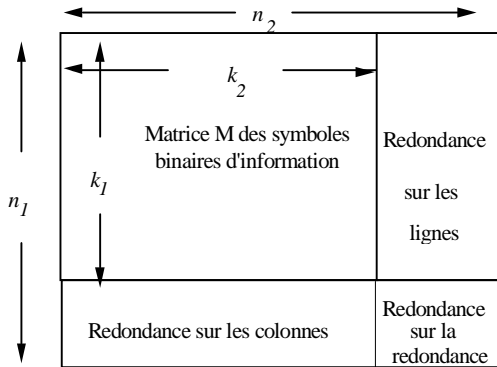 n2
k2
Matrice M des symboles
binaires d'information
Redondance
sur les
lignes
k1
n1
Redondance sur les colonnes
Redondance
sur la
redondance